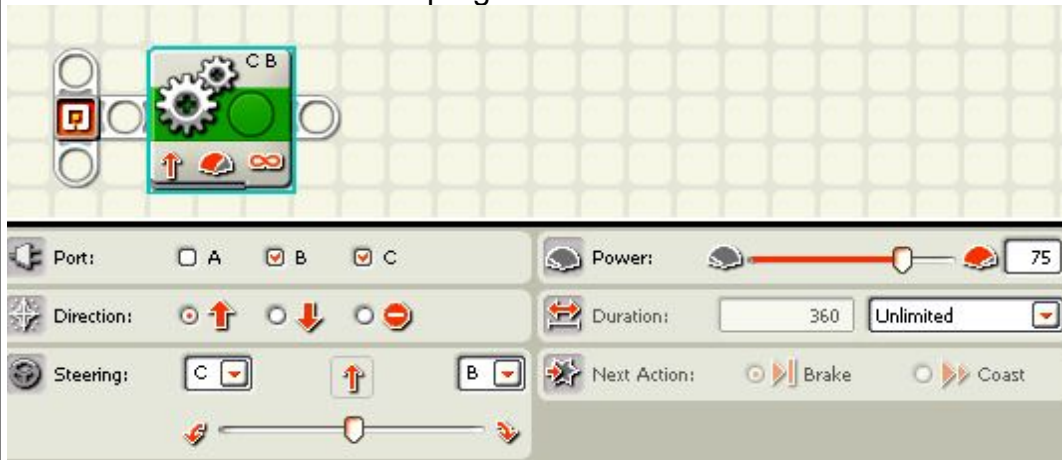 C B
Port: A B C
Power: 75
Direction:
Duration: 360 Unlimited
Steering: C B
Next Action: Brake Coast